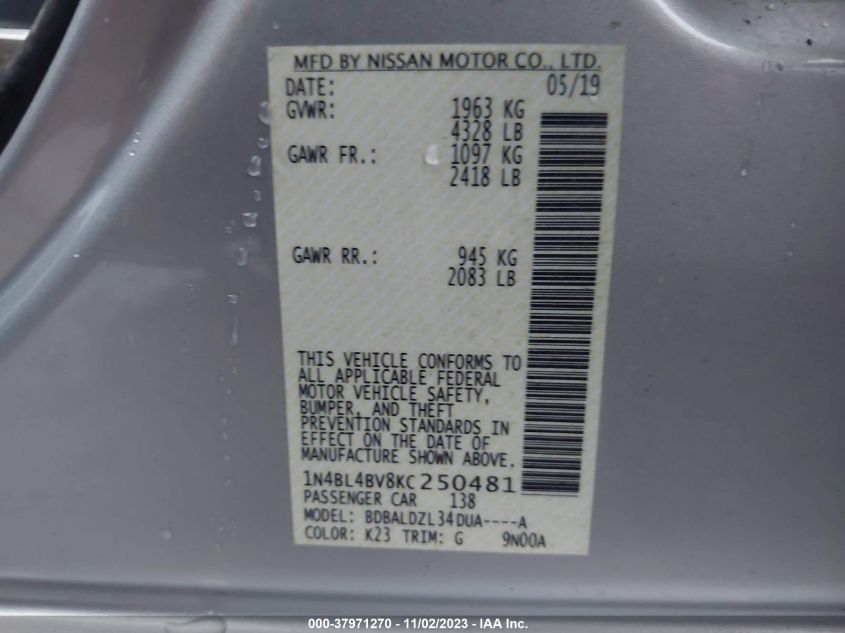 MFD BY NISSAN MOTOR CO., LTD.
DATE: 05/19
GVWR: 1963 KG
4328 LB
GAWR FR.: 1097 KG
2418 LB
GAWR RR.: 945 KG
2083 LB
THIS VEHICLE CONFORMS TO
ALL APPLICABLE FEDERAL
MOTOR VEHICLE SAFETY,
BUMPER, AND THEFT
PREVENTION STANDARDS IN
EFFECT ON THE DATE OF
MANUFACTURE SHOWN ABOVE.
1N4BL4BV8KC250481
PASSENGER CAR 138
MODEL: BDBALDZL34DUA----A
COLOR: K23 TRIM: G 9N00A
000-37971270 - 11/02/2023 - IAA Inc.